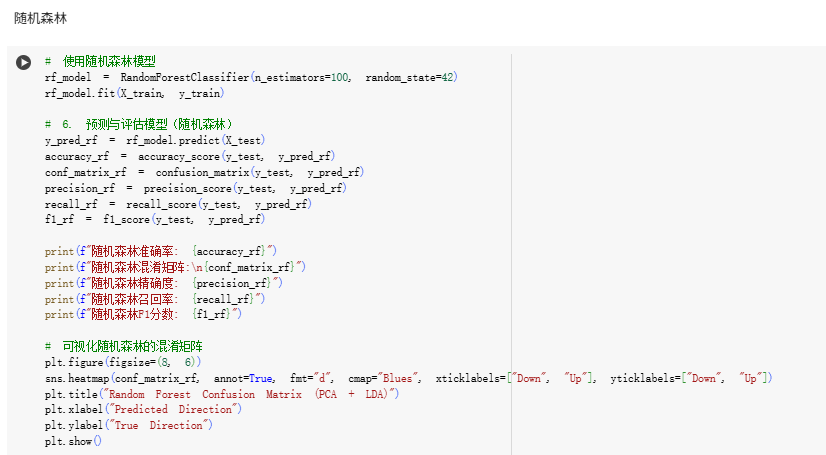 随机森林
# 使用随机森林模型
rf_model = RandomForestClassifier(n_estimators=100, random_state=42)
rf_model.fit(X_train, y_train)
# 6. 预测与评估模型（随机森林）
y_pred_rf = rf_model.predict(X_test)
accuracy_rf = accuracy_score(y_test, y_pred_rf)
conf_matrix_rf = confusion_matrix(y_test, y_pred_rf)
precision_rf = precision_score(y_test, y_pred_rf)
recall_rf = recall_score(y_test, y_pred_rf)
f1_rf = f1_score(y_test, y_pred_rf)
print(f"随机森林准确率: {accuracy_rf}")
print(f"随机森林混淆矩阵:\n{conf_matrix_rf}")
print(f"随机森林精确度: {precision_rf}")
print(f"随机森林召回率: {recall_rf}")
print(f"随机森林F1分数: {f1_rf}")
# 可视化随机森林的混淆矩阵
plt.figure(figsize=(8, 6))
sns.heatmap(conf_matrix_rf, annot=True, fmt="d", cmap="Blues", xticklabels=["Down", "Up"], yticklabels=["Down", "Up"])
plt.title("Random Forest Confusion Matrix (PCA + LDA)")
plt.xlabel("Predicted Direction")
plt.ylabel("True Direction")
plt.show()